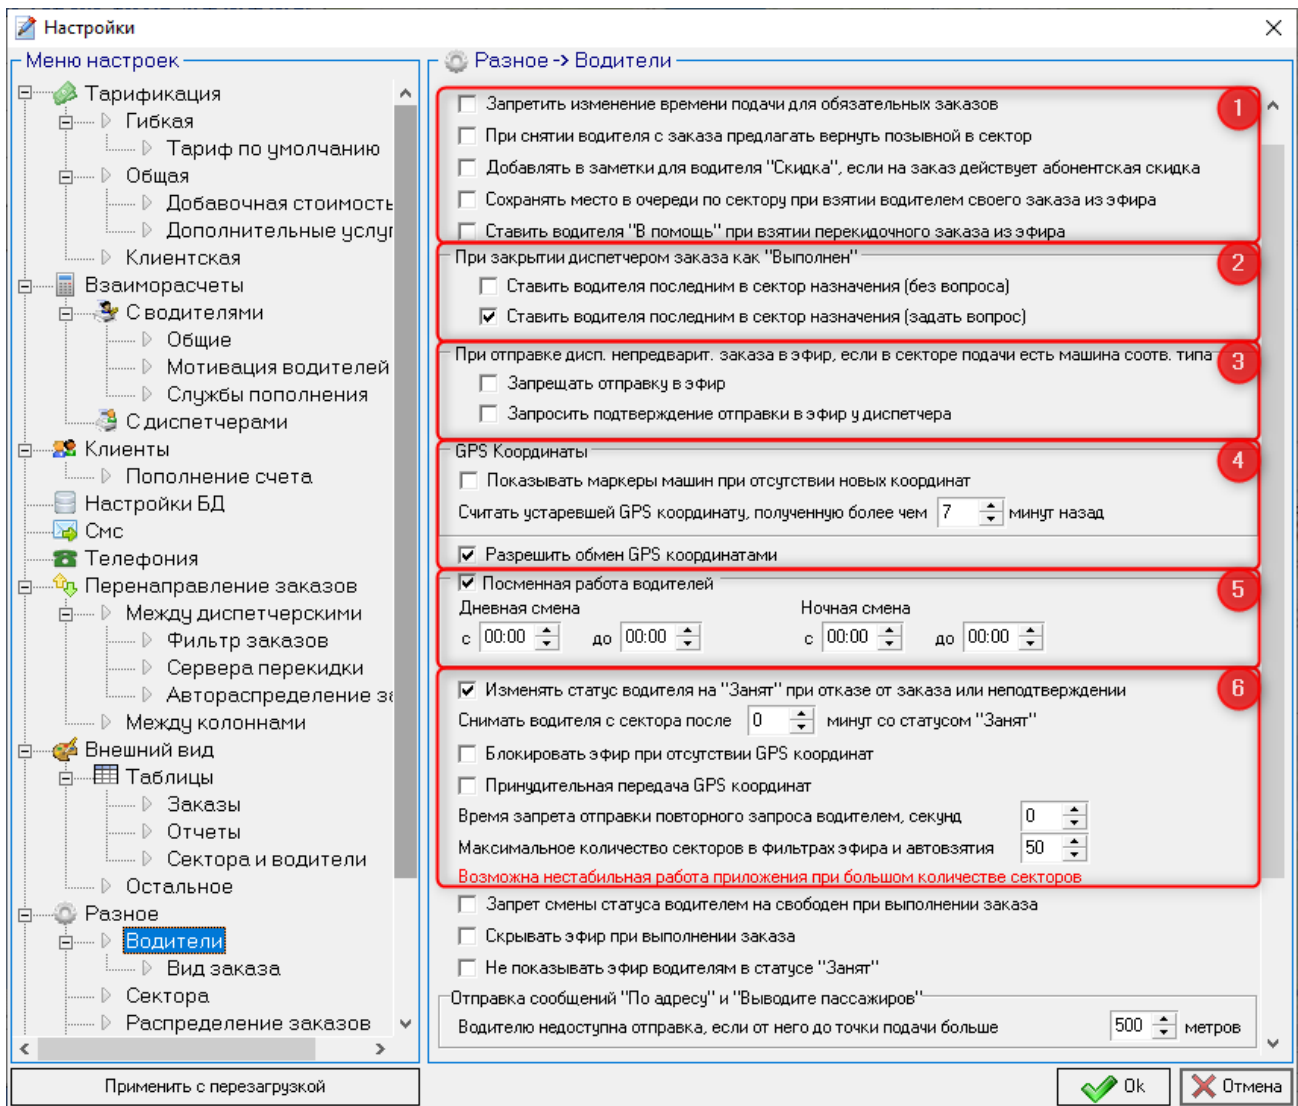 Настройки
Меню настроек
Тарификация
Гибкая
Тариф по умолчанию
Общая
Добавочная стоимость
Дополнительные услуг
Клиентская
Взаиморасчеты
С водителями
Общие
Мотивация водителей
Службы пополнения
С диспетчерами
Клиенты
Пополнение счета
Настройки БД
Смс
Телефония
Перенаправление заказов
Между диспетчерскими
Фильтр заказов
Сервера перекидки
Автораспределение за
Между колоннами
Внешний вид
Таблицы
Заказы
Отчеты
Сектора и водители
Остальное
Разное
Водители
Вид заказа
Сектора
Распределение заказов
Разное -> Водители
1
Запретить изменение времени подачи для обязательных заказов
При снятии водителя с заказа предлагать вернуть позывной в сектор
Добавлять в заметки для водителя "Скидка", если на заказ действует абонентская скидка
Сохранять место в очереди по сектору при взятии водителем своего заказа из эфира
Ставить водителя "В помощь" при взятии перекидочного заказа из эфира
При закрытии диспетчером заказа как "Выполнен"
2
Ставить водителя последним в сектор назначения (без вопроса)
Ставить водителя последним в сектор назначения (задать вопрос)
При отправке дисп. непредварит. заказа в эфир, если в секторе подачи есть машина соотв. типа
3
Запрещать отправку в эфир
Запросить подтверждение отправки в эфир у диспетчера
GPS Координаты
4
Показывать маркеры машин при отсутствии новых координат
Считать устаревшей GPS координату, полученную более чем 7 минут назад
Разрешить обмен GPS координатами
Посменная работа водителей
5
Дневная смена Ночная смена
с 00:00 до 00:00 с 00:00 до 00:00
Изменять статус водителя на "Занят" при отказе от заказа или неподтверждении
6
Снимать водителя с сектора после 0 минут со статусом "Занят"
Блокировать эфир при отсутствии GPS координат
Принудительная передача GPS координат
Время запрета отправки повторного запроса водителем, секунд 0
Максимальное количество секторов в фильтрах эфира и автовзятия 50
Возможна нестабильная работа приложения при большом количестве секторов
Запрет смены статуса водителем на свободен при выполнении заказа
Скрывать эфир при выполнении заказа
Не показывать эфир водителям в статусе "Занят"
Отправка сообщений "По адресу" и "Выводите пассажиров"
Водителю недоступна отправка, если от него до точки подачи больше 500 метров
Применить с перезагрузкой
Ok
Отмена